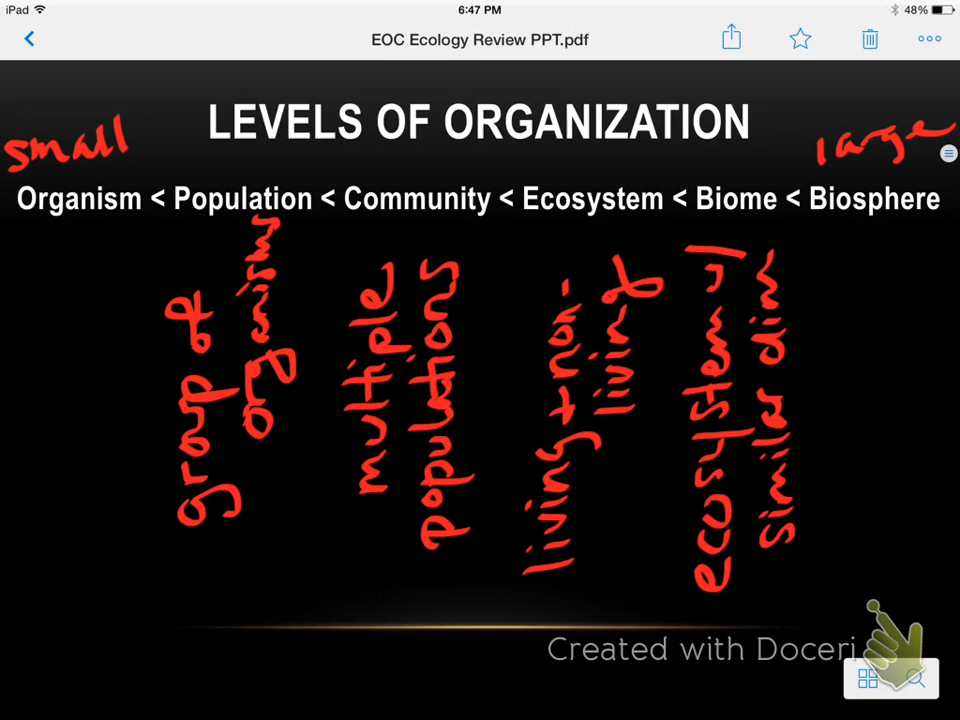 iPad
6:47 PM
48%
EOC Ecology Review PPT.pdf
LEVELS OF ORGANIZATION
small
large
Organism < Population < Community < Ecosystem < Biome < Biosphere
group of
organisms
multiple
populations
living + non-
living
ecosystem w/
similar clim
Created with Doceri